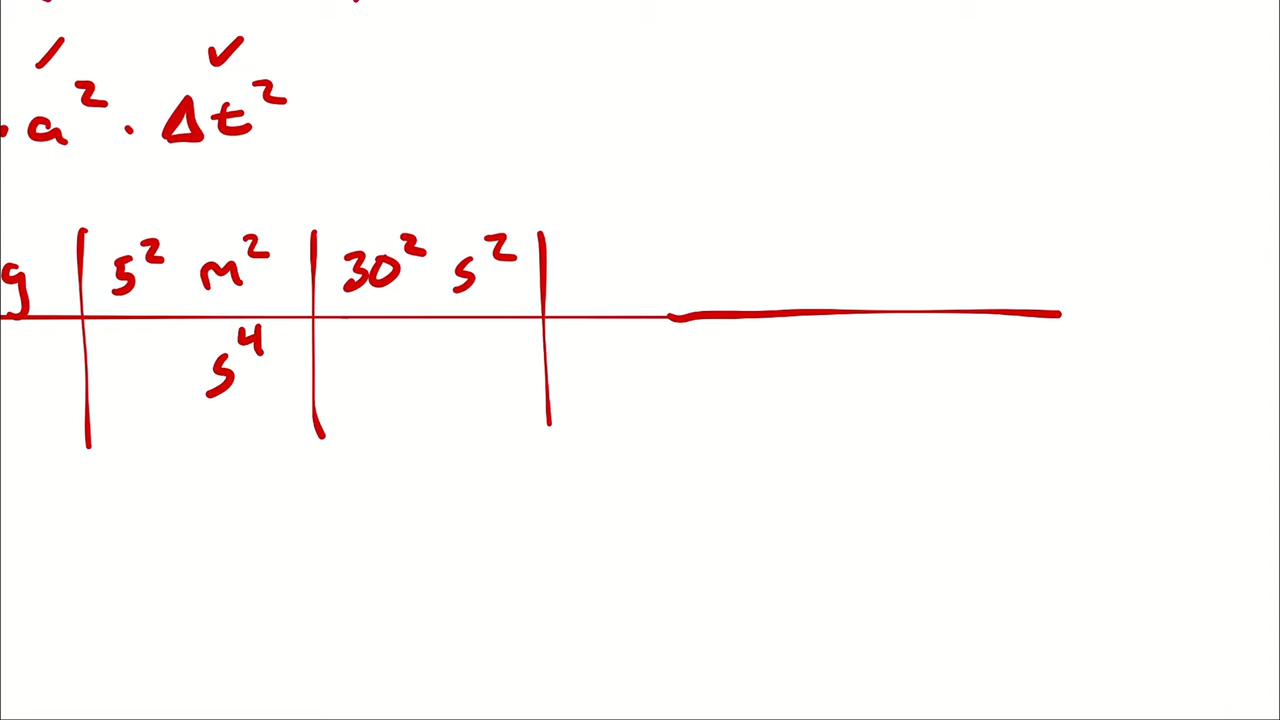 ✓
· a² · Δt²
g | 5² m² | 30² s² |
s⁴